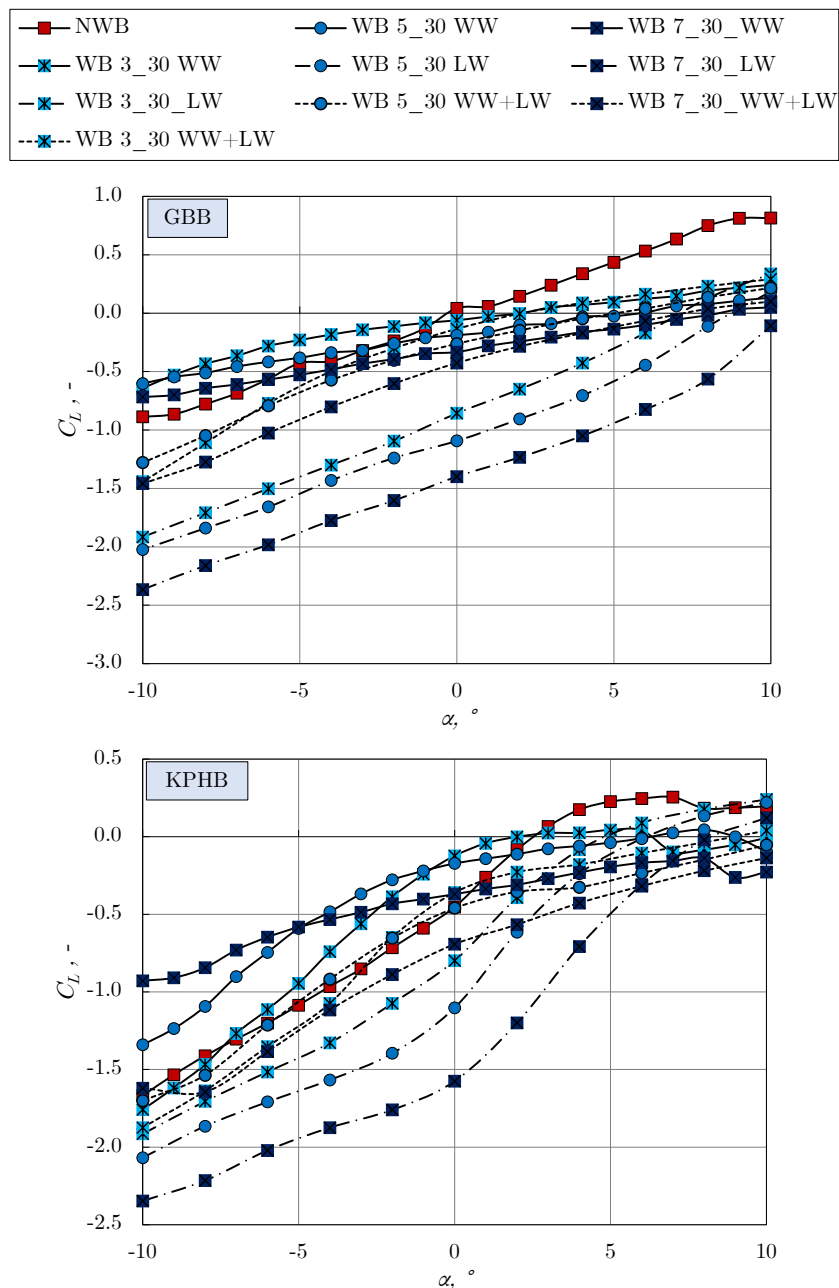 NWB WB 5_30 WW WB 7_30_WW
WB 3_30 WW WB 5_30 LW WB 7_30_LW
WB 3_30_LW WB 5_30 WW+LW WB 7_30_WW+LW
WB 3_30 WW+LW
GBB
1.0
0.5
0.0
-0.5
-1.0
-1.5
-2.0
-2.5
-3.0
C_L , -
-10 -5 0 5 10
α, °
KPHB
0.5
0.0
-0.5
-1.0
-1.5
-2.0
-2.5
C_L , -
-10 -5 0 5 10
α, °